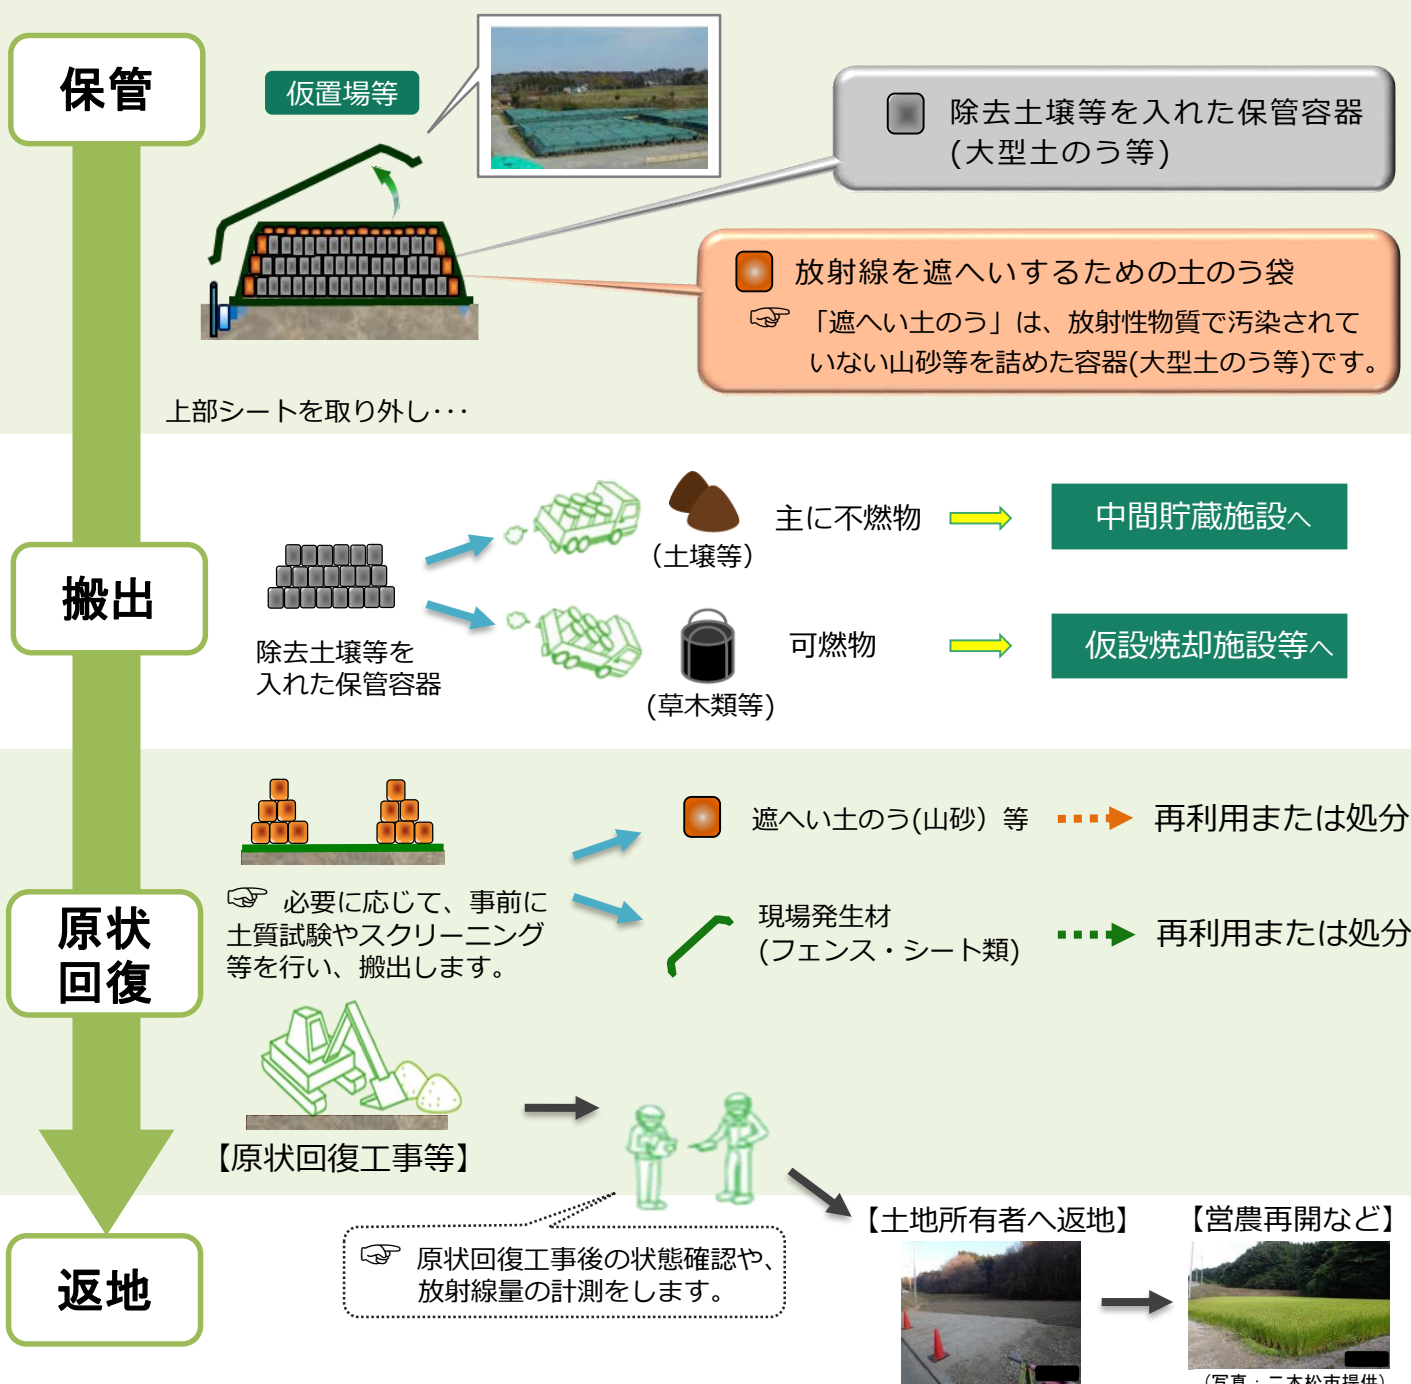 保管
仮置場等
除去土壌等を入れた保管容器
(大型土のう等)
放射線を遮へいするための土のう袋
☞ 「遮へい土のう」は、放射性物質で汚染されて
いない山砂等を詰めた容器(大型土のう等)です。
上部シートを取り外し･･･
搬出
除去土壌等を
入れた保管容器
主に不燃物
(土壌等)
中間貯蔵施設へ
可燃物
(草木類等)
仮設焼却施設等へ
原状
回復
☞ 必要に応じて、事前に
土質試験やスクリーニング
等を行い、搬出します。
遮へい土のう(山砂）等
再利用または処分
現場発生材
(フェンス・シート類)
再利用または処分
【原状回復工事等】
返地
☞ 原状回復工事後の状態確認や、
放射線量の計測をします。
【土地所有者へ返地】
【営農再開など】
(写真：二本松市提供)